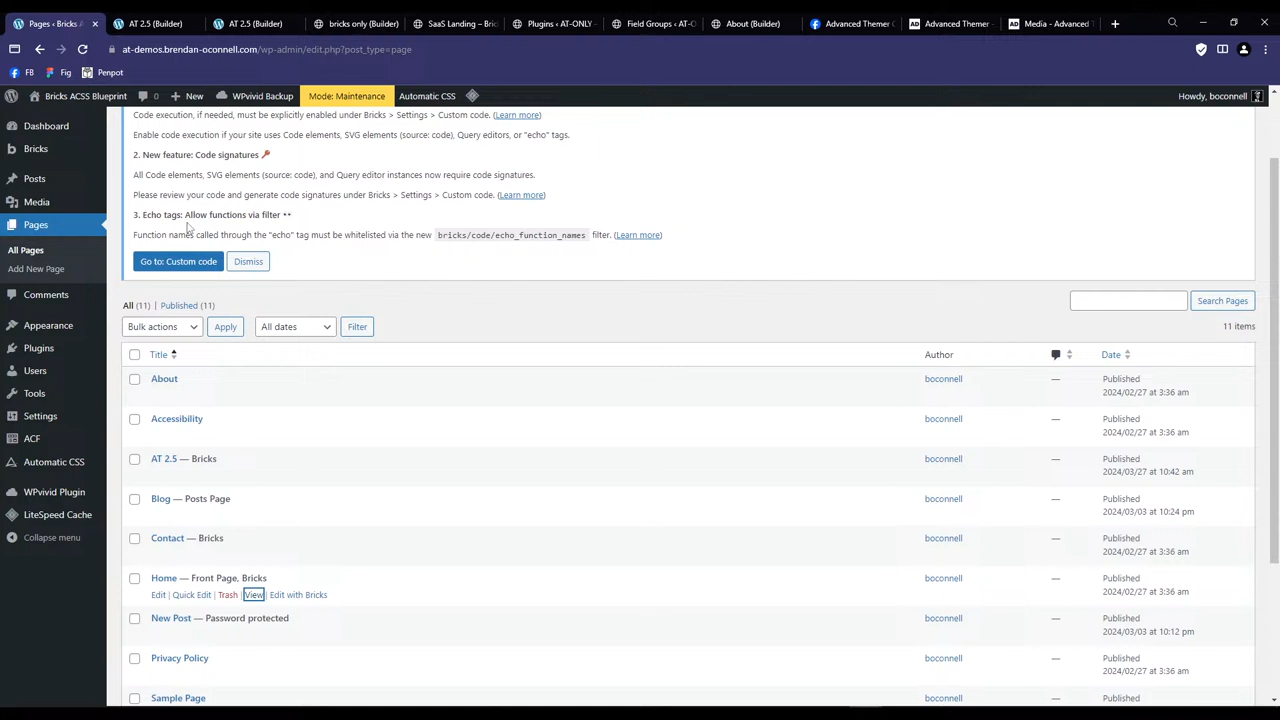 Pages ‹ Bricks A
AT 2.5 (Builder)
AT 2.5 (Builder)
bricks only (Builder)
SaaS Landing – Bric
Plugins ‹ AT-ONLY –
Field Groups ‹ AT-O
About (Builder)
Advanced Themer C
Advanced Themer -
Media - Advanced T
at-demos.brendan-oconnell.com/wp-admin/edit.php?post_type=page
FB
Fig
Penpot
Bricks ACSS Blueprint
0
New
WPvivid Backup
Mode: Maintenance
Automatic CSS
Howdy, boconnell
Dashboard
Bricks
Posts
Media
Pages
All Pages
Add New Page
Comments
Appearance
Plugins
Users
Tools
Settings
ACF
Automatic CSS
WPvivid Plugin
LiteSpeed Cache
Collapse menu
Code execution, if needed, must be explicitly enabled under Bricks > Settings > Custom code. (Learn more)
Enable code execution if your site uses Code elements, SVG elements (source: code), Query editors, or "echo" tags.
2. New feature: Code signatures
All Code elements, SVG elements (source: code), and Query editor instances now require code signatures.
Please review your code and generate code signatures under Bricks > Settings > Custom code. (Learn more)
3. Echo tags: Allow functions via filter **
Function names called through the "echo" tag must be whitelisted via the new bricks/code/echo_function_names filter. (Learn more)
Go to: Custom code
Dismiss
All (11) | Published (11)
Search Pages
Bulk actions
Apply
All dates
Filter
11 items
Title
Author
Date
About
boconnell
—
Published
2024/02/27 at 3:36 am
Accessibility
boconnell
—
Published
2024/02/27 at 3:36 am
AT 2.5 — Bricks
boconnell
—
Published
2024/03/27 at 10:42 am
Blog — Posts Page
boconnell
—
Published
2024/03/03 at 10:24 pm
Contact — Bricks
boconnell
—
Published
2024/02/27 at 3:36 am
Home — Front Page, Bricks
Edit | Quick Edit | Trash | View | Edit with Bricks
boconnell
—
Published
2024/02/27 at 3:36 am
New Post — Password protected
boconnell
—
Published
2024/03/03 at 10:12 pm
Privacy Policy
boconnell
—
Published
2024/02/27 at 3:36 am
Sample Page
boconnell
—
Published